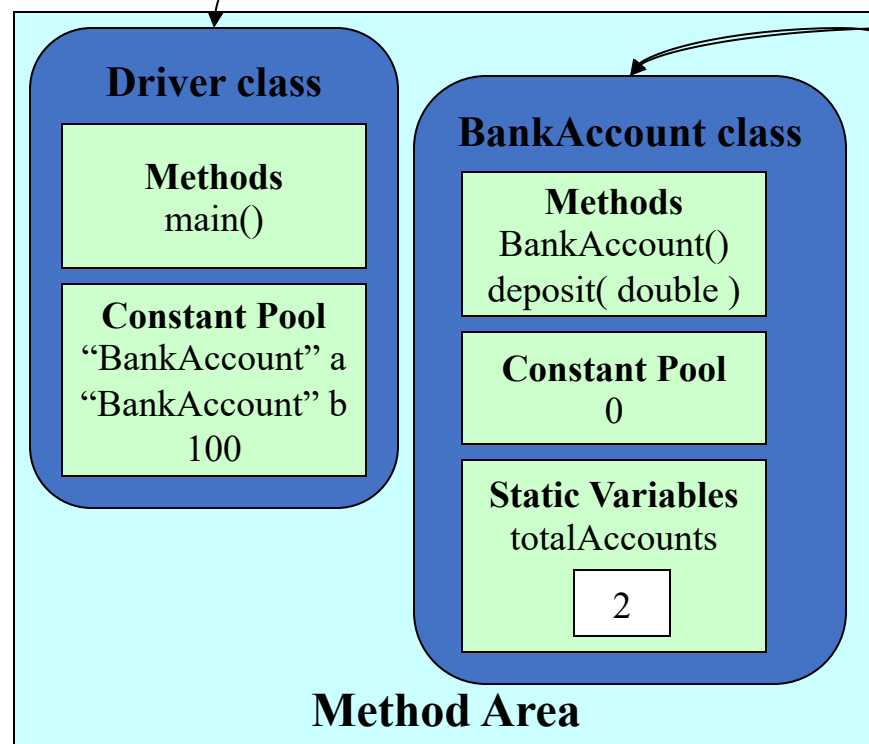 Driver class
Methods
main()
Constant Pool
“BankAccount” a
“BankAccount” b
100
BankAccount class
Methods
BankAccount()
deposit( double )
Constant Pool
0
Static Variables
totalAccounts
2
Method Area